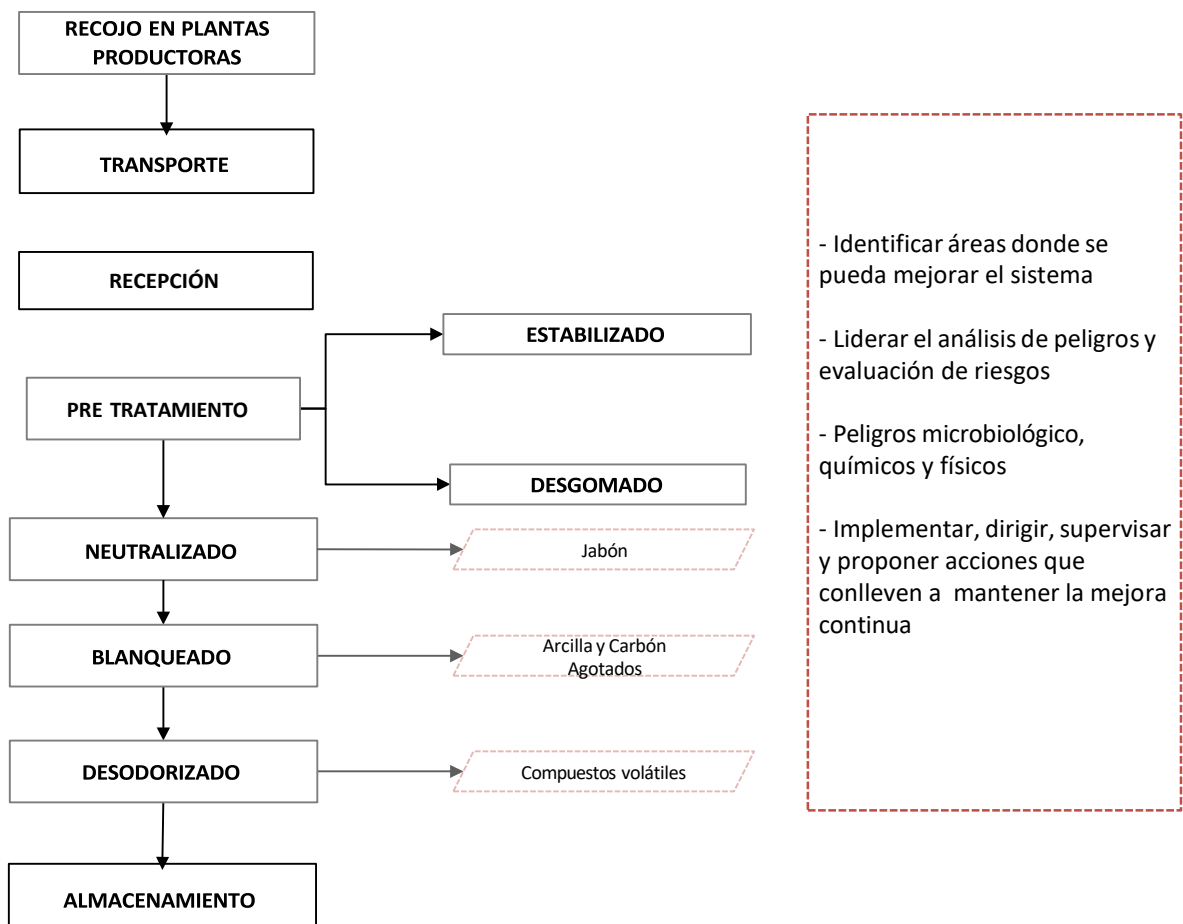 RECOJO EN PLANTAS
PRODUCTORAS
TRANSPORTE
RECEPCIÓN
ESTABILIZADO
PRE TRATAMIENTO
DESGOMADO
NEUTRALIZADO
Jabón
BLANQUEADO
Arcilla y Carbón
Agotados
DESODORIZADO
Compuestos volátiles
ALMACENAMIENTO
- Identificar áreas donde se
pueda mejorar el sistema
- Liderar el análisis de peligros y
evaluación de riesgos
- Peligros microbiológico,
químicos y físicos
- Implementar, dirigir, supervisar
y proponer acciones que
conlleven a  mantener la mejora
continua